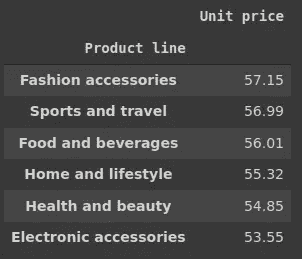 Unit price
Product line
Fashion accessories 57.15
Sports and travel 56.99
Food and beverages 56.01
Home and lifestyle 55.32
Health and beauty 54.85
Electronic accessories 53.55